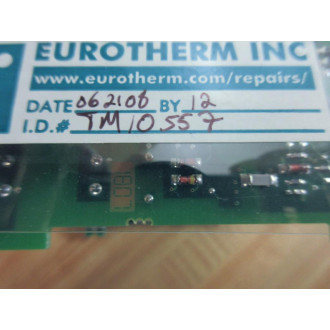 EUROTHERM INC
www.eurotherm.com/repairs/
DATE 062108 BY 12
I.D.# TM10557